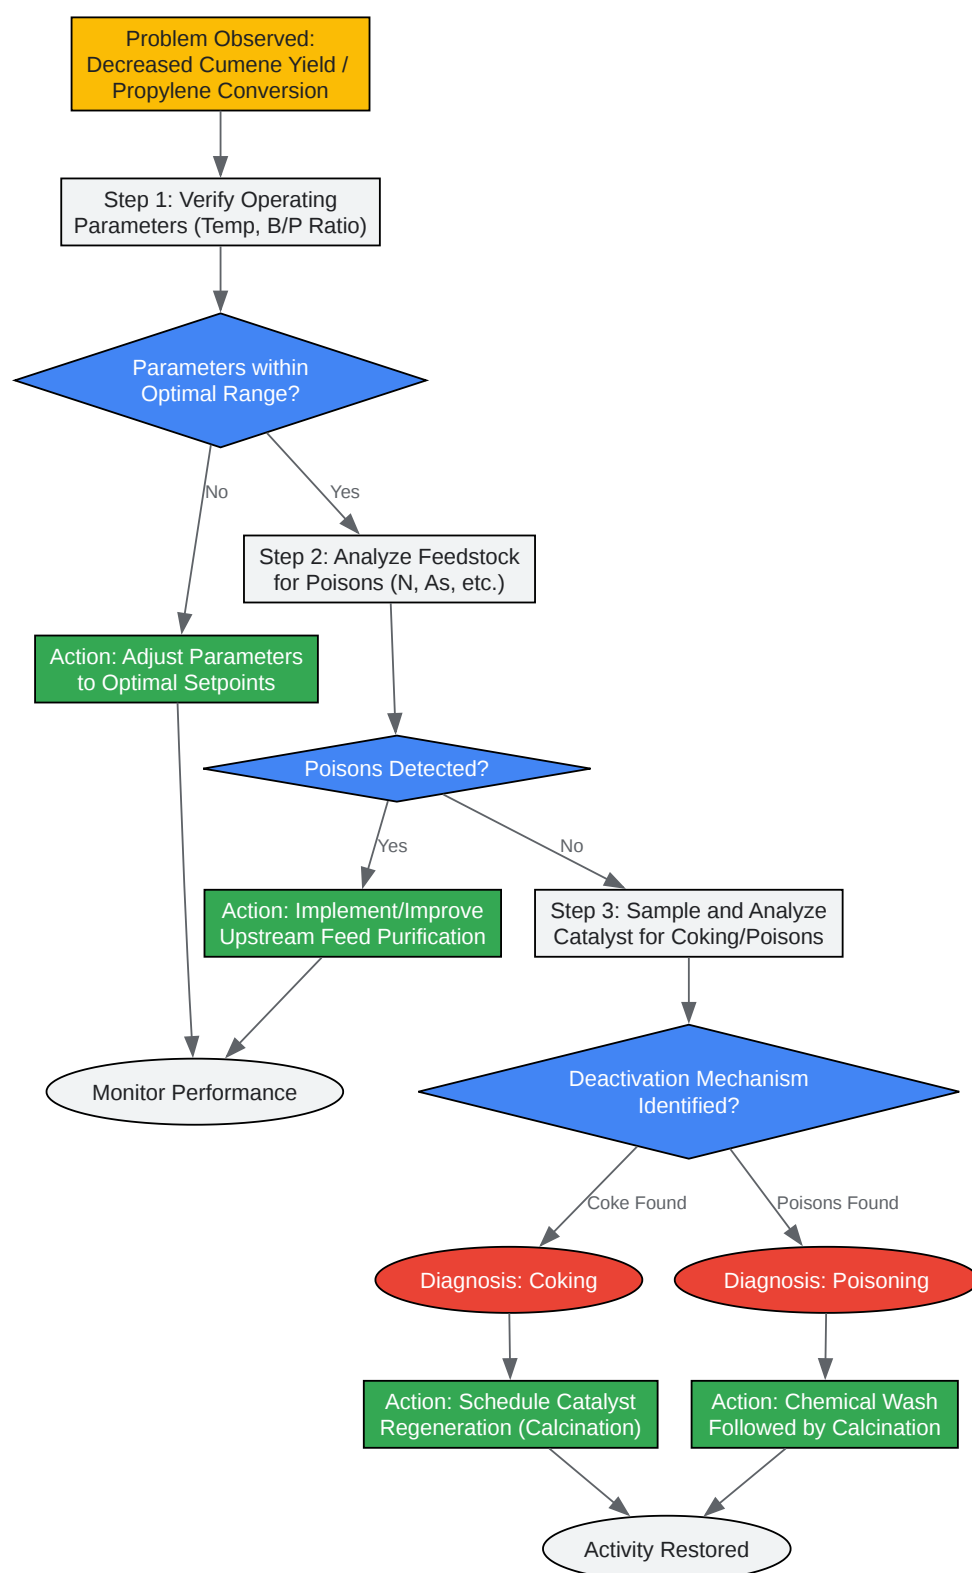 Problem Observed:
Decreased Cumene Yield /
Propylene Conversion
Step 1: Verify Operating
Parameters (Temp, B/P Ratio)
Parameters within
Optimal Range?
No
Yes
Step 2: Analyze Feedstock
for Poisons (N, As, etc.)
Action: Adjust Parameters
to Optimal Setpoints
Poisons Detected?
Yes
No
Action: Implement/Improve
Upstream Feed Purification
Step 3: Sample and Analyze
Catalyst for Coking/Poisons
Monitor Performance
Deactivation Mechanism
Identified?
Coke Found
Poisons Found
Diagnosis: Coking
Diagnosis: Poisoning
Action: Schedule Catalyst
Regeneration (Calcination)
Action: Chemical Wash
Followed by Calcination
Activity Restored